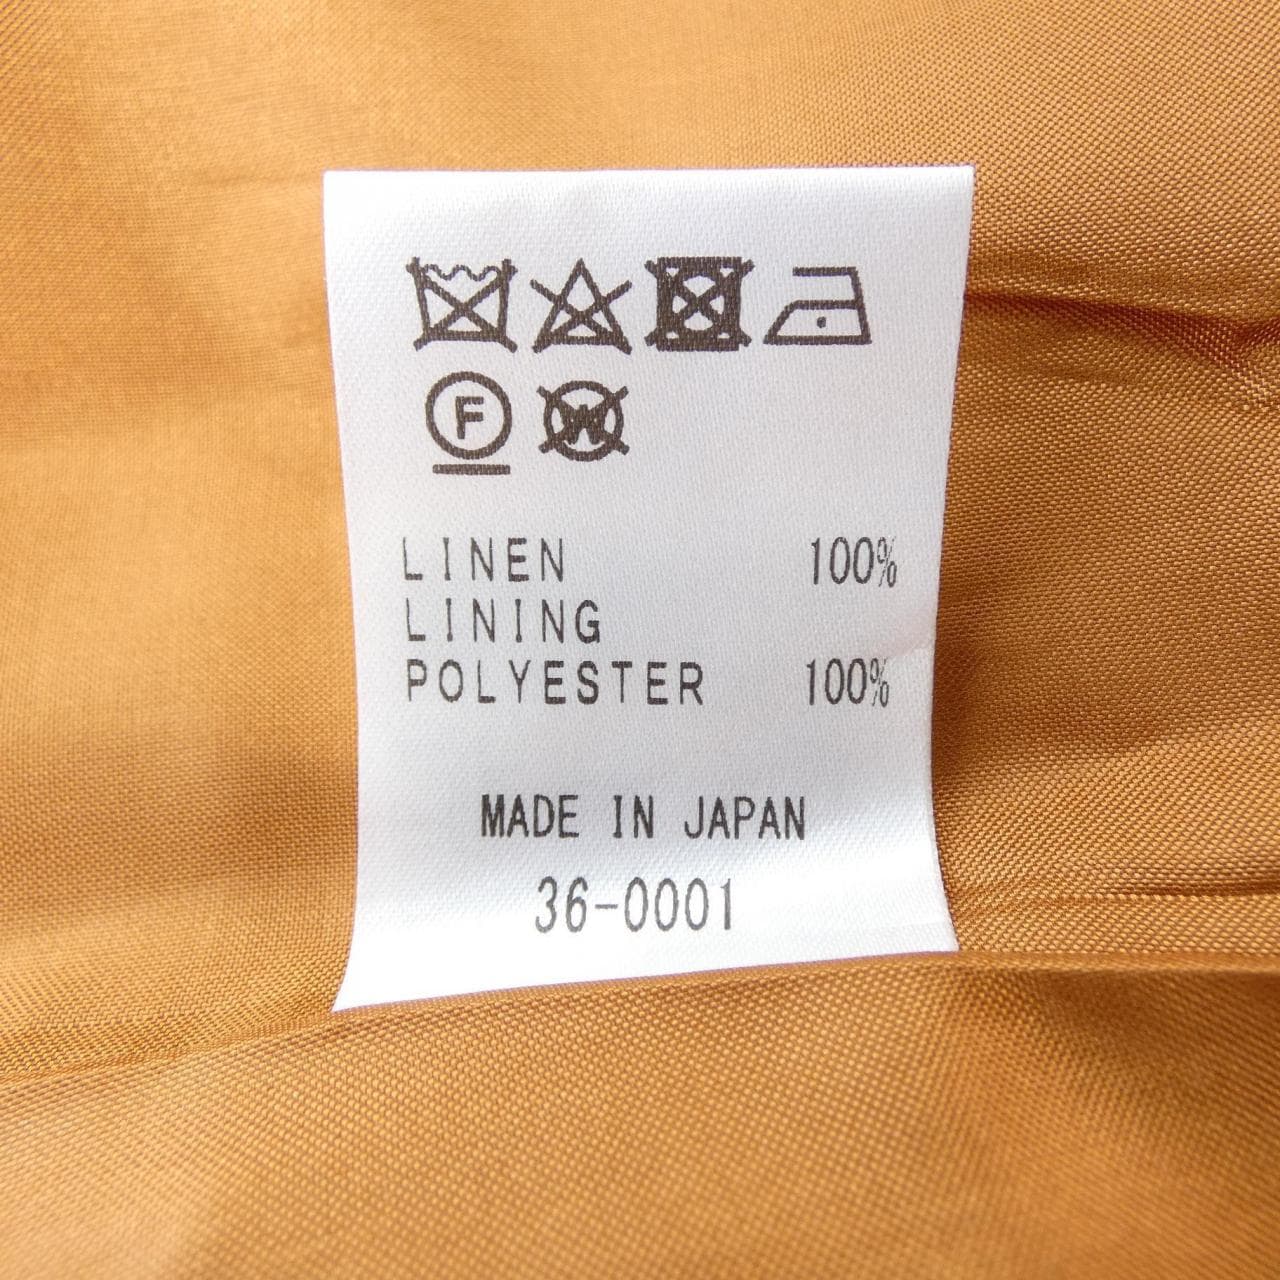 F W
LINEN 100%
LINING
POLYESTER 100%
MADE IN JAPAN
36-0001